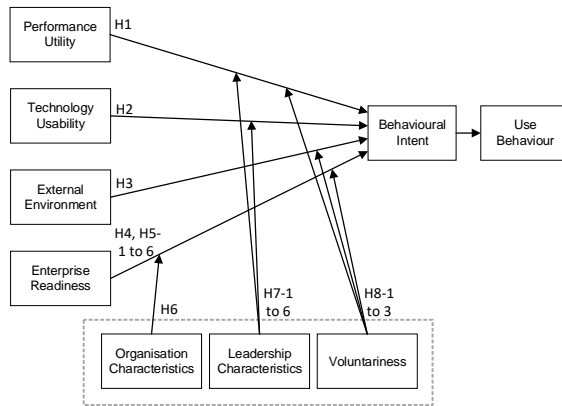 Performance
Utility
H1
Technology
Usability
H2
External
Environment
H3
Enterprise
Readiness
H4, H5-
1 to 6
Behavioural
Intent
Use
Behaviour
H6
H7-1
to 6
H8-1
to 3
Organisation
Characteristics
Leadership
Characteristics
Voluntariness